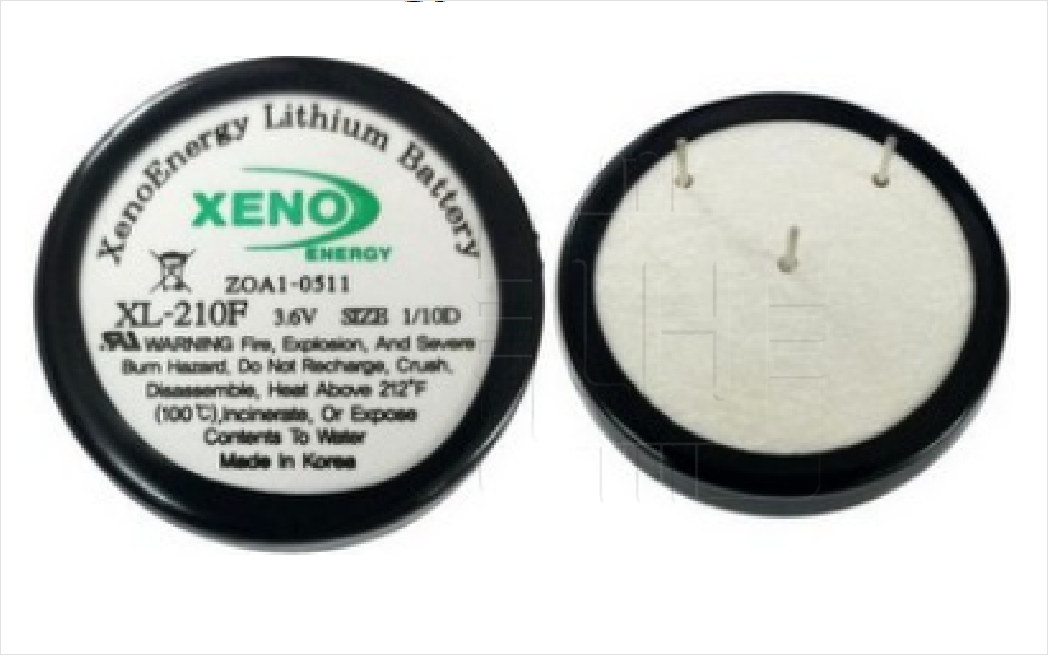 XenoEnergy Lithium Battery
XENO
ENERGY
ZOA1-0511
XL-210F 3.6V SIZE 1/10D
WARNING Fire, Explosion, And Severe
Burn Hazard, Do Not Recharge, Crush,
Disassemble, Heat Above 212°F
(100℃),Incinerate, Or Expose
Contents To Water
Made In Korea